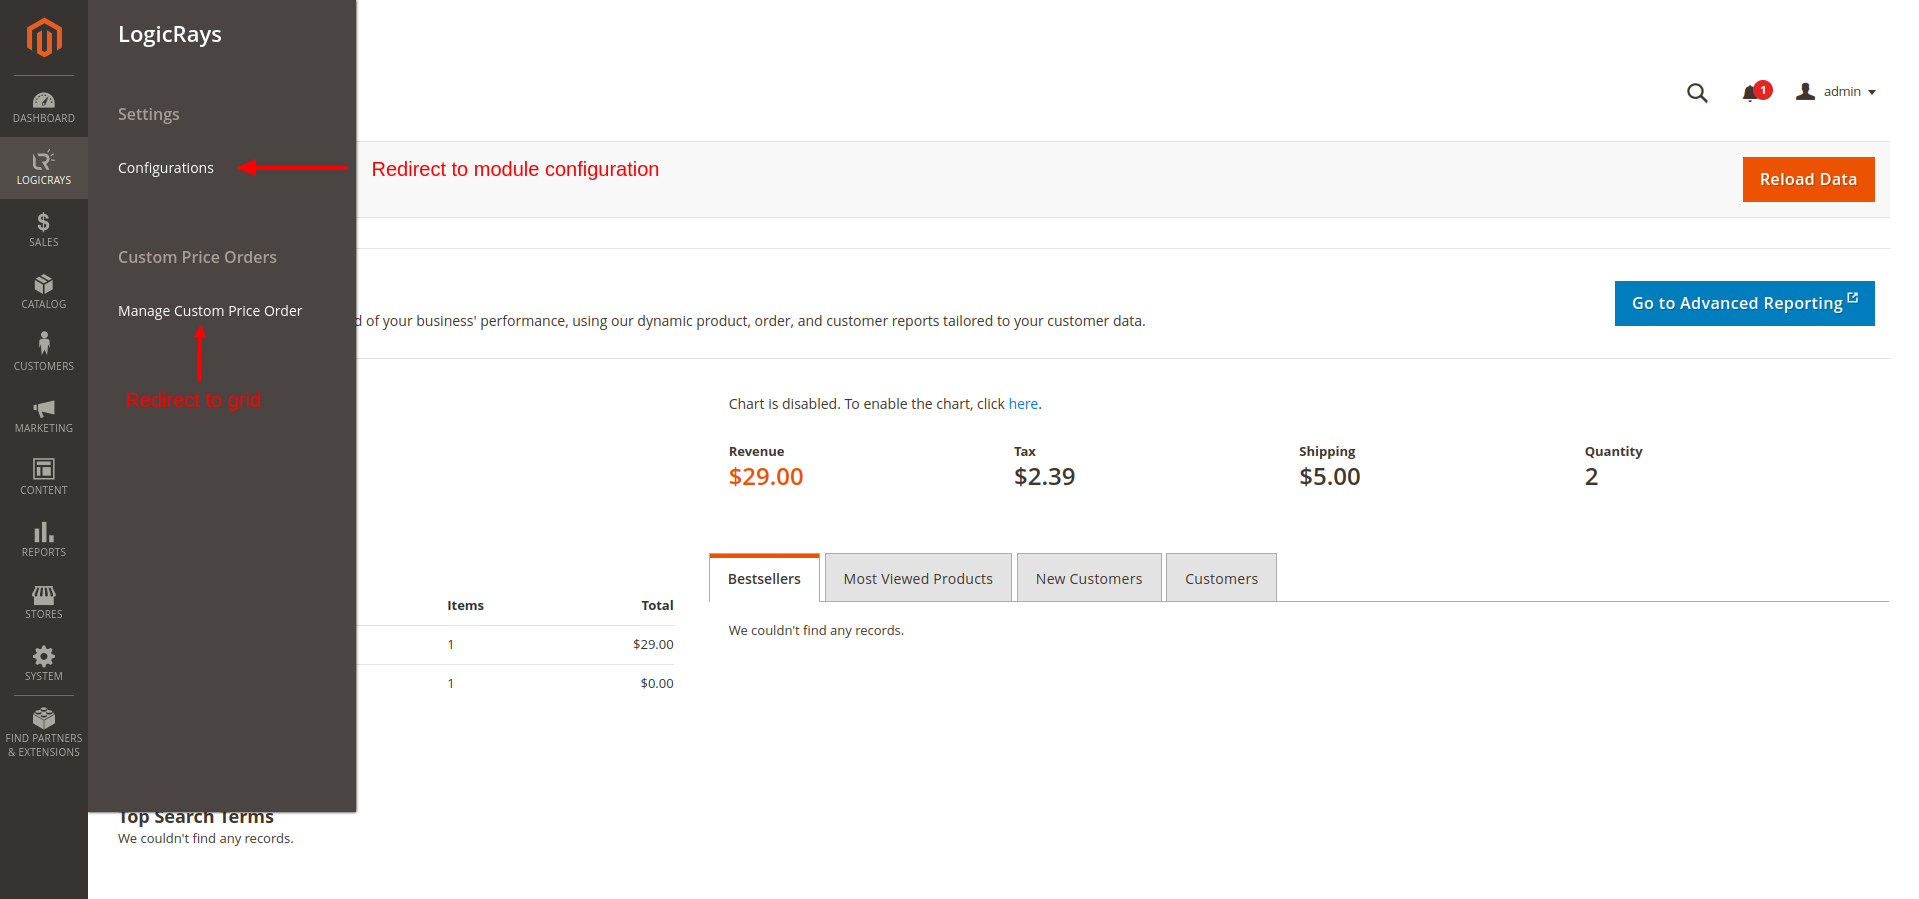 LogicRays
Settings
Configurations
Custom Price Orders
Manage Custom Price Order
Redirect to grid
DASHBOARD
LOGICRAYS
SALES
CATALOG
CUSTOMERS
MARKETING
CONTENT
REPORTS
STORES
SYSTEM
FIND PARTNERS
& EXTENSIONS
1
admin
Redirect to module configuration
Reload Data
d of your business' performance, using our dynamic product, order, and customer reports tailored to your customer data.
Go to Advanced Reporting
Chart is disabled. To enable the chart, click here.
Revenue Tax Shipping Quantity
$29.00 $2.39 $5.00 2
Bestsellers Most Viewed Products New Customers Customers
We couldn't find any records.
Items Total
1 $29.00
1 $0.00
Top Search Terms
We couldn't find any records.